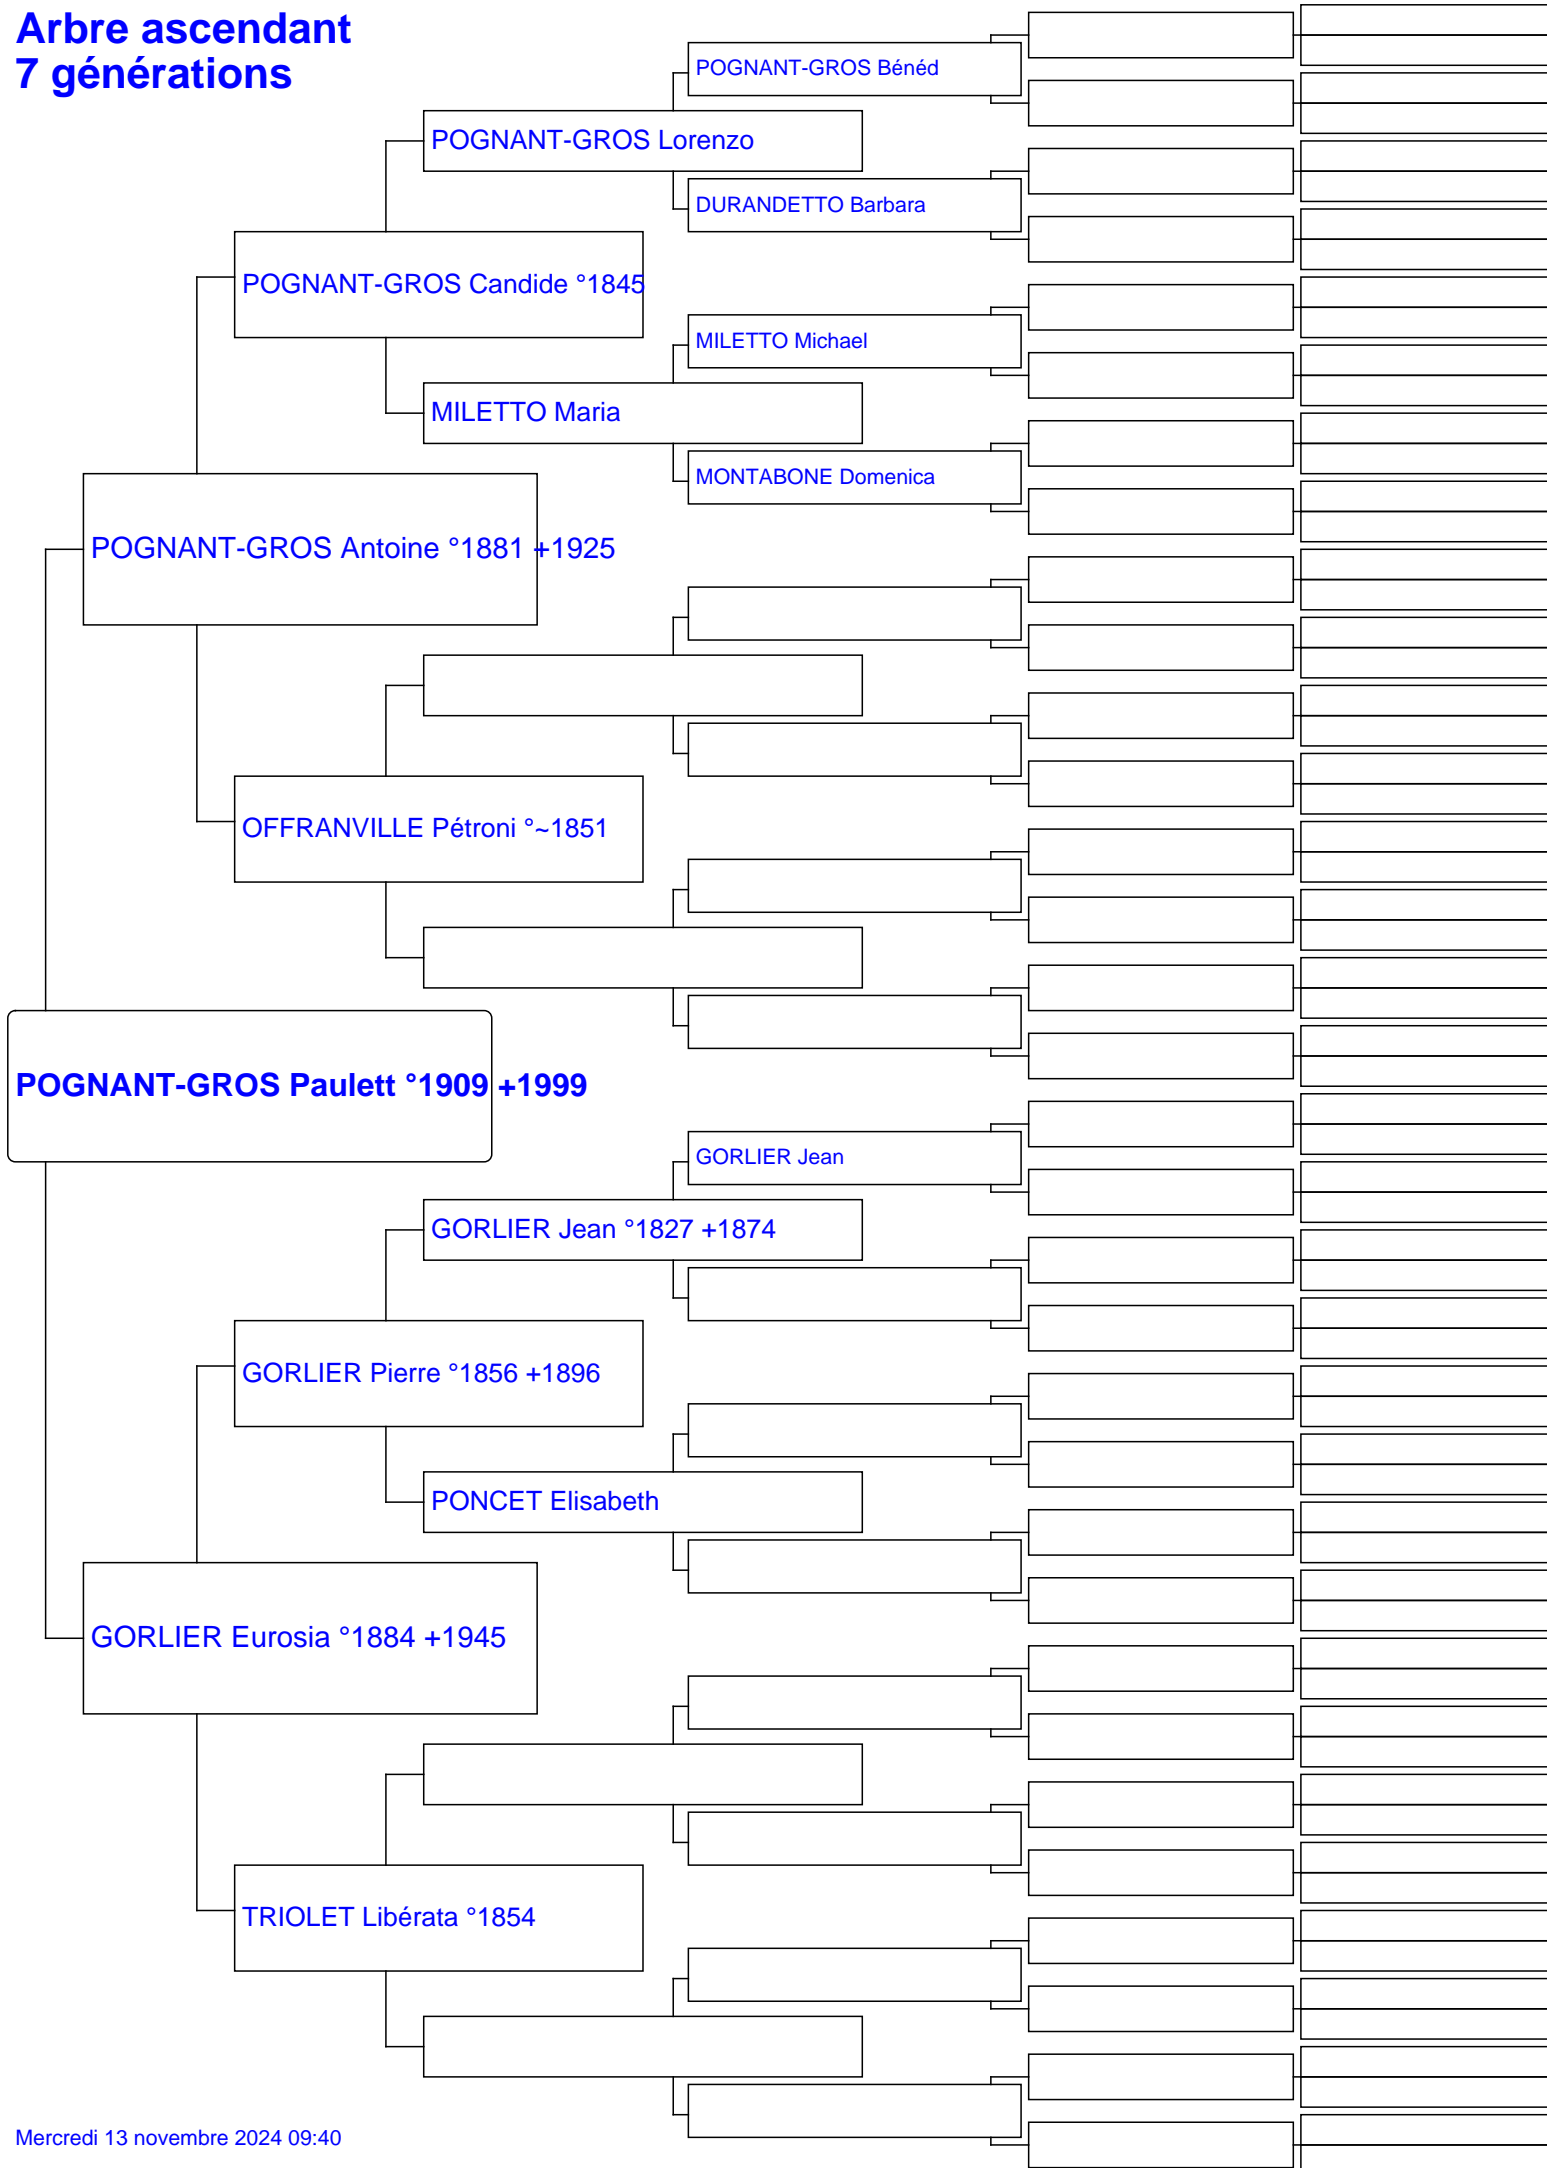 Arbre ascendant
7 générations
POGNANT-GROS Bénéd
POGNANT-GROS Lorenzo
DURANDETTO Barbara
POGNANT-GROS Candide °1845
MILETTO Michael
MILETTO Maria
MONTABONE Domenica
POGNANT-GROS Antoine °1881 +1925
OFFRANVILLE Pétroni °~1851
POGNANT-GROS Paulett °1909 +1999
GORLIER Jean
GORLIER Jean °1827 +1874
GORLIER Pierre °1856 +1896
PONCET Elisabeth
GORLIER Eurosia °1884 +1945
TRIOLET Libérata °1854
Mercredi 13 novembre 2024 09:40